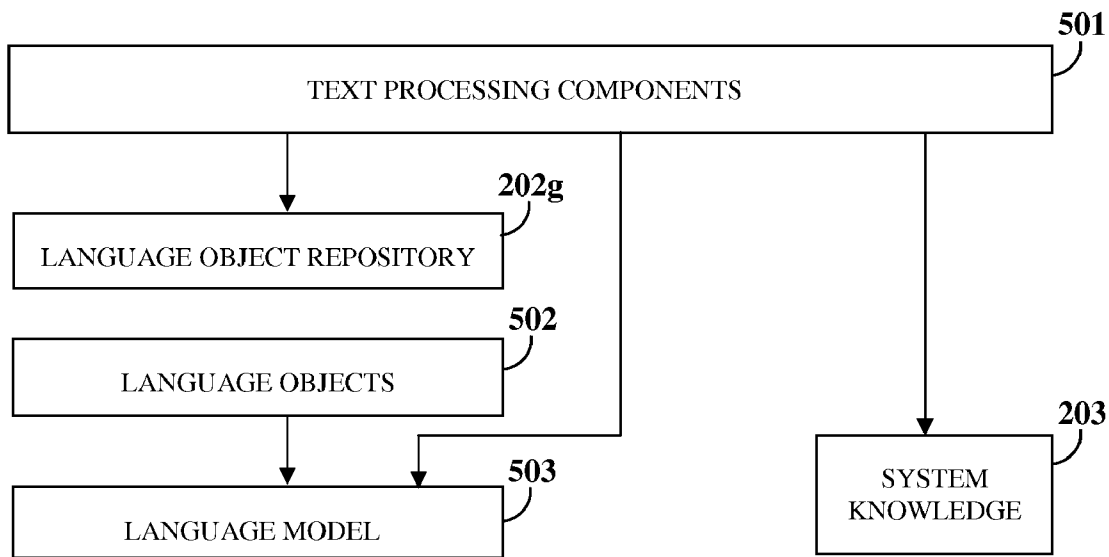 501
TEXT PROCESSING COMPONENTS
202g
LANGUAGE OBJECT REPOSITORY
502
LANGUAGE OBJECTS
203
SYSTEM
KNOWLEDGE
503
LANGUAGE MODEL